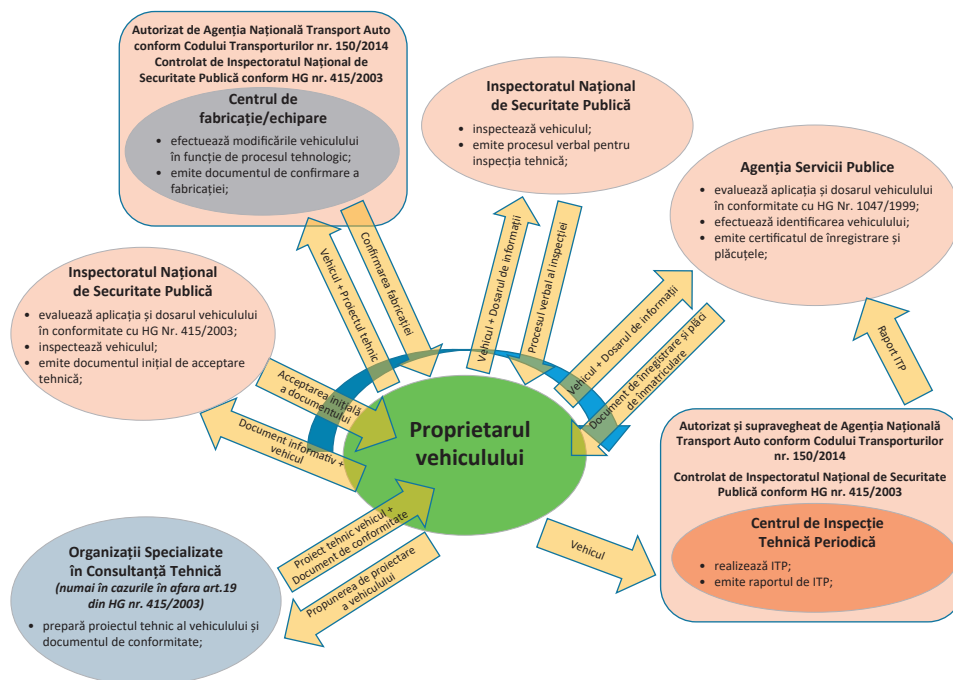 Autorizat de Agenția Națională Transport Auto
conform Codului Transporturilor nr. 150/2014
Controlat de Inspectoratul Național de
Securitate Publică conform HG nr. 415/2003
Centrul de
fabricație/echipare
• efectuează modificările vehiculului
în funcție de procesul tehnologic;
• emite documentul de confirmare a
fabricației;
Inspectoratul Național
de Securitate Publică
• inspectează vehiculul;
• emite procesul verbal pentru
inspecția tehnică;
Agenția Servicii Publice
• evaluează aplicația și dosarul vehiculului
în conformitate cu HG Nr. 1047/1999;
• efectuează identificarea vehiculului;
• emite certificatul de înregistrare și
plăcuțele;
Inspectoratul Național
de Securitate Publică
• evaluează aplicația și dosarul vehiculului
în conformitate cu HG Nr. 415/2003;
• inspectează vehiculul;
• emite documentul inițial de acceptare
tehnică;
Vehicul + Proiectul tehnic
Confirmarea fabricației
Vehicul + Dosarul de informații
Procesul verbal al inspecției
Vehicul + Dosarul de informații
Document de înregistrare și plăci
de înmatriculare
Raport ITP
Acceptarea inițială
a documentului
Document informativ +
vehicul
Proprietarul
vehiculului
Autorizat și supravegheat de Agenția Națională
Transport Auto conform Codului Transporturilor
nr. 150/2014
Controlat de Inspectoratul Național de Securitate
Publică conform HG nr. 415/2003
Centrul de Inspecție
Tehnică Periodică
• realizează ITP;
• emite raportul de ITP;
Vehicul
Proiect tehnic vehicul +
Document de conformitate
Propunerea de proiectare
a vehiculului
Organizații Specializate
în Consultanță Tehnică
(numai în cazurile în afara art.19
din HG nr. 415/2003)
• prepară proiectul tehnic al vehiculului și
documentul de conformitate;